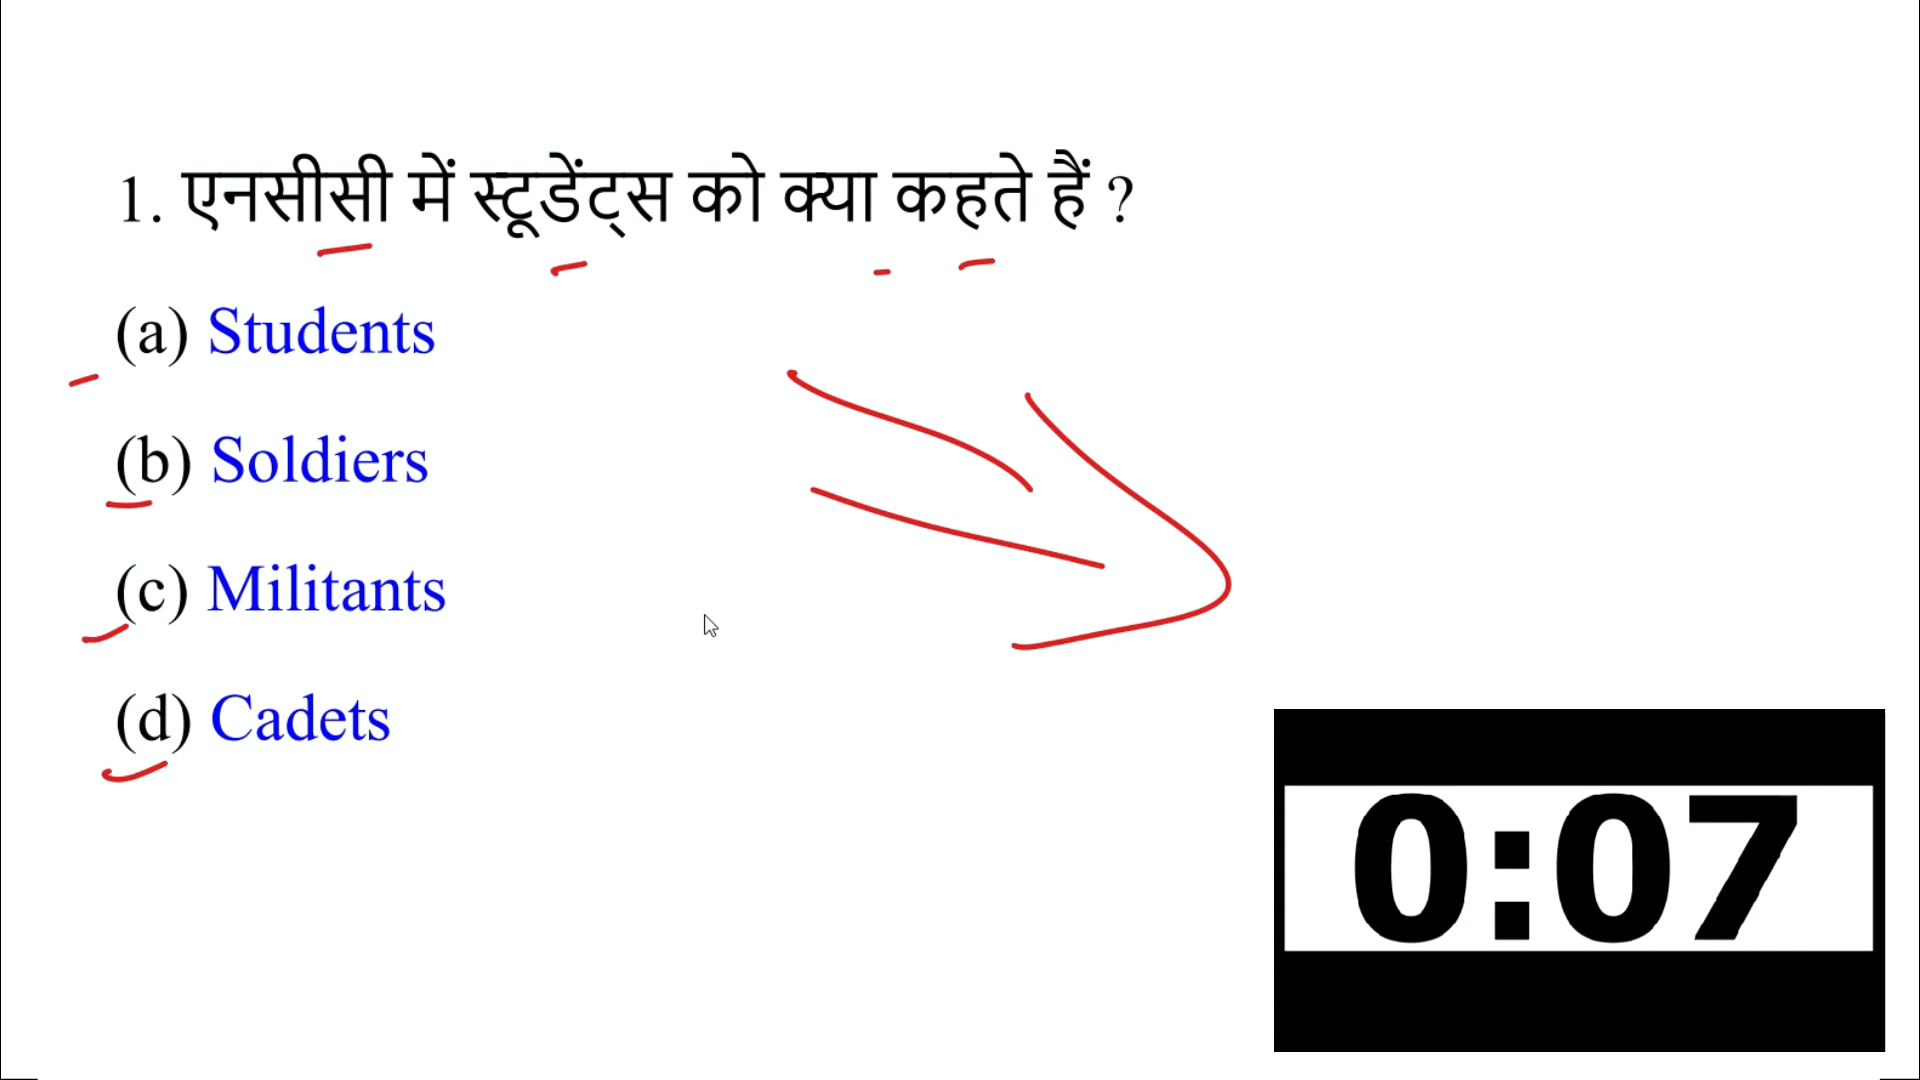 1. एनसीसी में स्टूडेंट्स को क्या कहते हैं ?
(a) Students
(b) Soldiers
(c) Militants
(d) Cadets
0:07